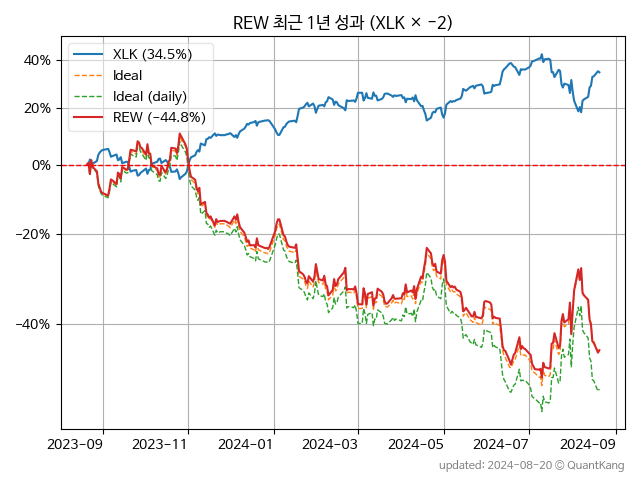 REW 최근 1년 성과 (XLK × −2)
XLK (34.5%)
Ideal
Ideal (daily)
REW (−44.8%)
40%
20%
0%
−20%
−40%
2023-09 2023-11 2024-01 2024-03 2024-05 2024-07 2024-09
updated: 2024-08-20 © QuantKang